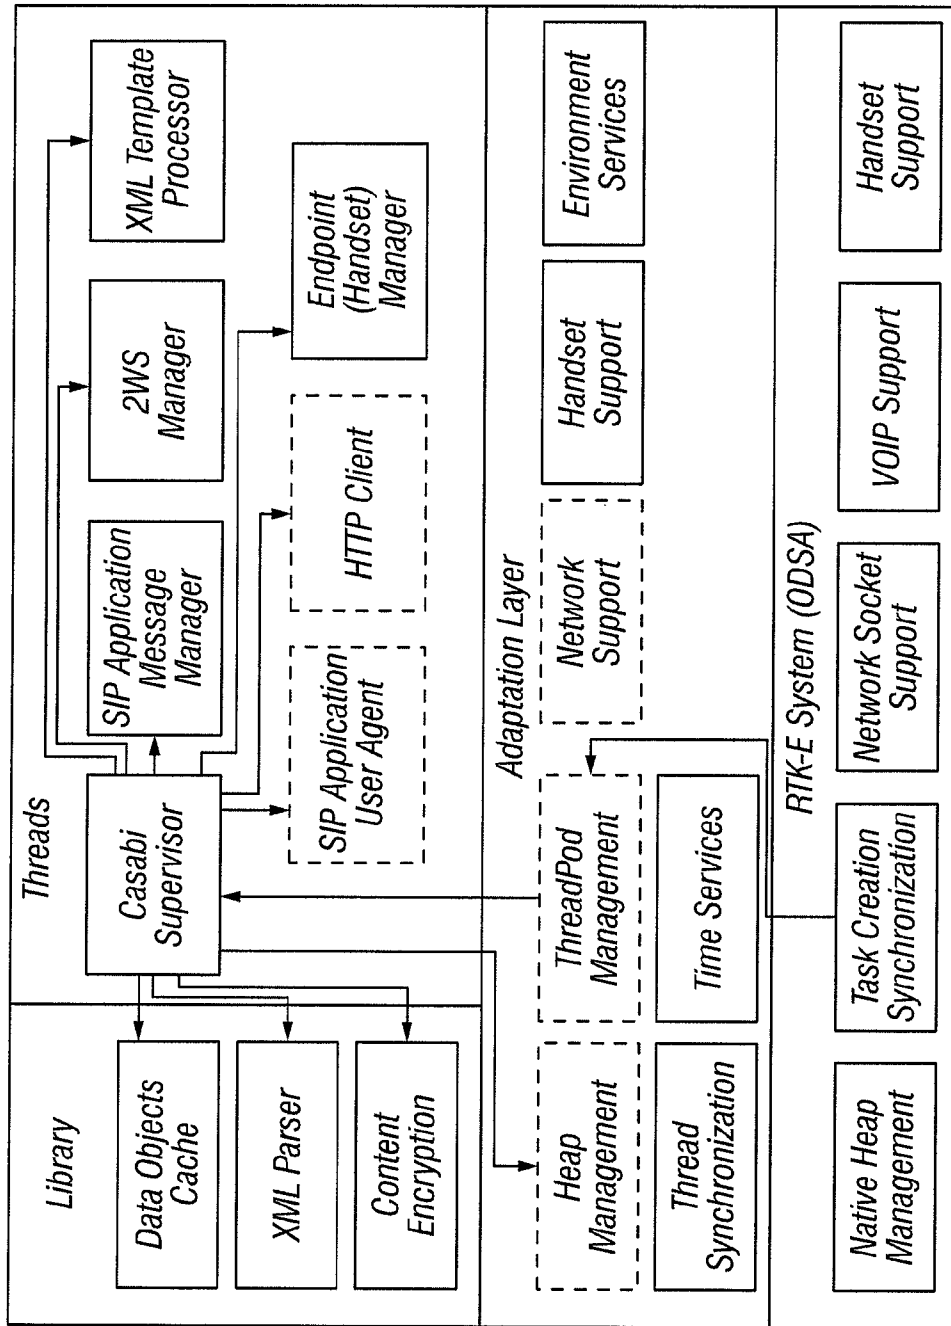 Library
Data Objects
Cache
XML Parser
Content
Encryption
Threads
Casabi
Supervisor
SIP Application
Message
Manager
2WS
Manager
XML Template
Processor
SIP Application
User Agent
HTTP Client
Endpoint
(Handset)
Manager
Adaptation Layer
Heap
Management
ThreadPod
Management
Network
Support
Handset
Support
Environment
Services
Thread
Synchronization
Time Services
RTK-E System (ODSA)
Native Heap
Management
Task Creation
Synchronization
Network Socket
Support
VOIP Support
Handset
Support